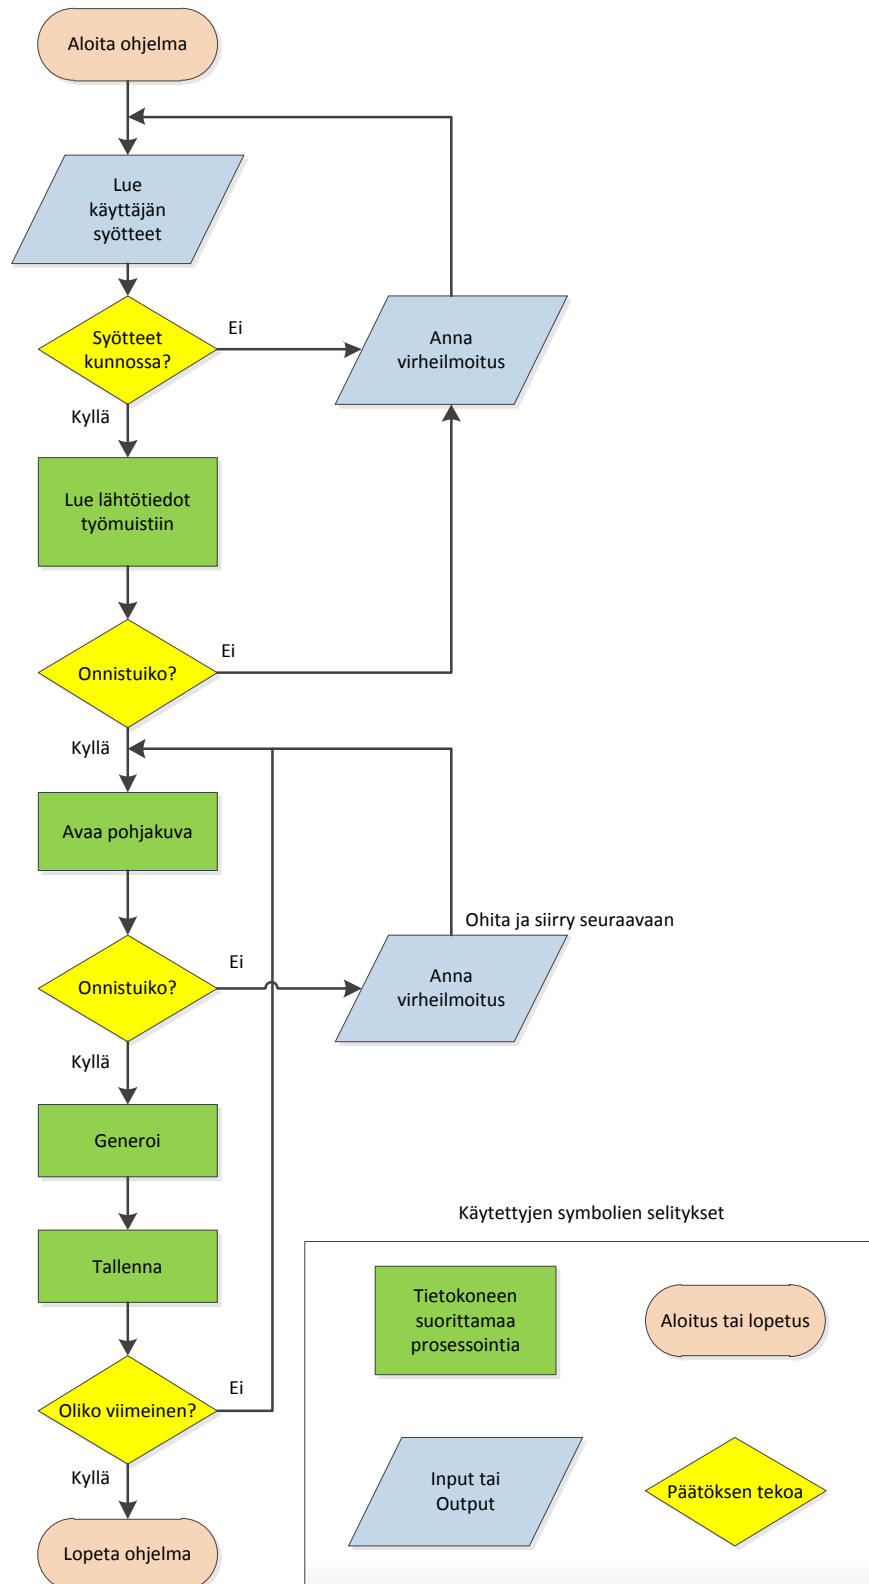 Aloita ohjelma
Lue
käyttäjän
syötteet
Syötteet
kunnossa?
Ei
Anna
virheilmoitus
Kyllä
Lue lähtötiedot
työmuistiin
Onnistuiko?
Ei
Kyllä
Avaa pohjakuva
Ohita ja siirry seuraavaan
Onnistuiko?
Ei
Anna
virheilmoitus
Kyllä
Generoi
Tallenna
Oliko viimeinen?
Ei
Kyllä
Lopeta ohjelma
Käytettyjen symbolien selitykset
Tietokoneen
suorittamaa
prosessointia
Aloitus tai lopetus
Input tai
Output
Päätöksen tekoa